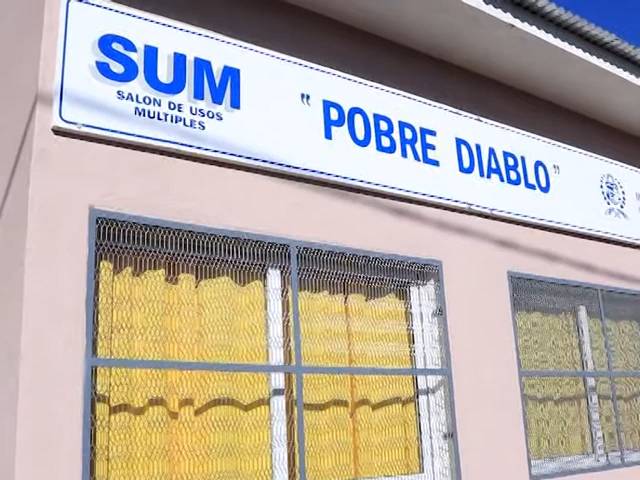 SUM
SALON DE USOS
MULTIPLES
" POBRE DIABLO"